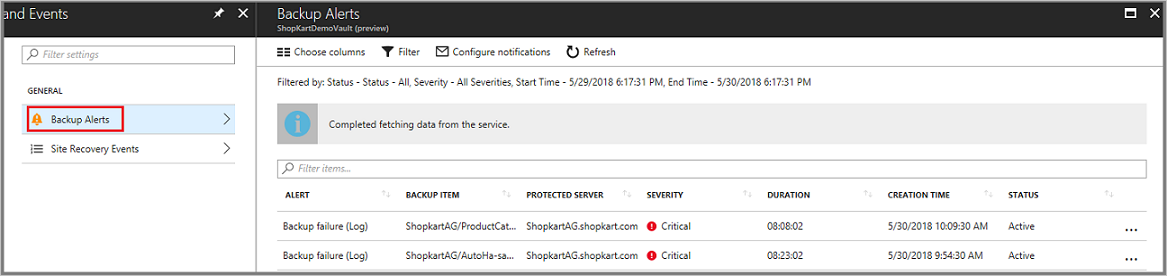 and Events
Filter settings
GENERAL
Backup Alerts
Site Recovery Events
Backup Alerts
ShopKartDemoVault (preview)
Choose columns Filter Configure notifications Refresh
Filtered by: Status - Status - All, Severity - All Severities, Start Time - 5/29/2018 6:17:31 PM, End Time - 5/30/2018 6:17:31 PM
Completed fetching data from the service.
Filter items...
ALERT BACKUP ITEM PROTECTED SERVER SEVERITY DURATION CREATION TIME STATUS
Backup failure (Log) ShopkartAG/ProductCat... ShopkartAG.shopkart.com Critical 08:08:02 5/30/2018 10:09:30 AM Active ...
Backup failure (Log) ShopkartAG/AutoHa-sa... ShopkartAG.shopkart.com Critical 08:23:02 5/30/2018 9:54:30 AM Active ...